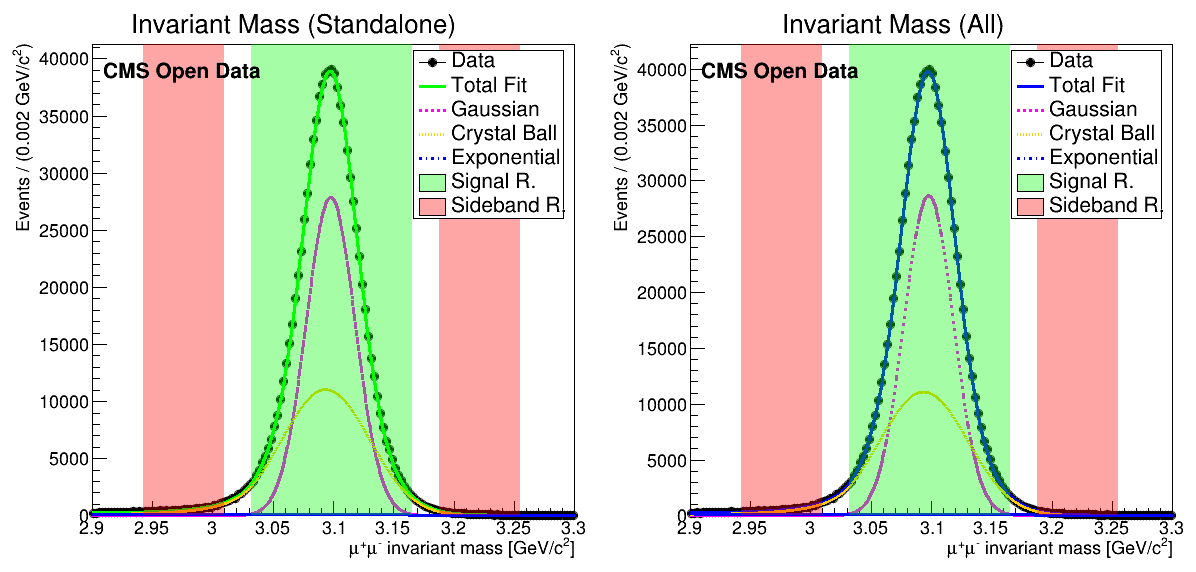 Invariant Mass (Standalone)
Events / (0.002 GeV/c²)
40000
35000
30000
25000
20000
15000
10000
5000
0
CMS Open Data
Data
Total Fit
Gaussian
Crystal Ball
Exponential
Signal R.
Sideband R.
2.9 2.95 3 3.05 3.1 3.15 3.2 3.25 3.3
μ⁺μ⁻ invariant mass [GeV/c²]
Invariant Mass (All)
Events / (0.002 GeV/c²)
40000
35000
30000
25000
20000
15000
10000
5000
0
CMS Open Data
Data
Total Fit
Gaussian
Crystal Ball
Exponential
Signal R.
Sideband R.
2.9 2.95 3 3.05 3.1 3.15 3.2 3.25 3.3
μ⁺μ⁻ invariant mass [GeV/c²]